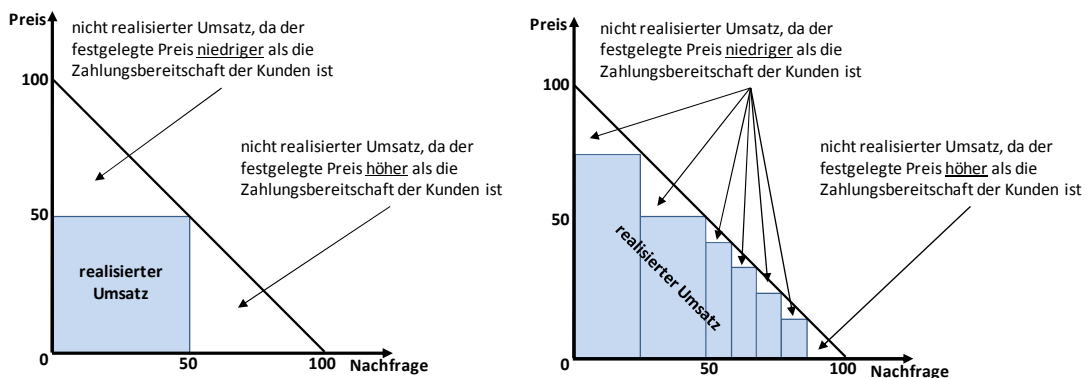 Preis
nicht realisierter Umsatz, da der
festgelegte Preis niedriger als die
Zahlungsbereitschaft der Kunden ist
100
nicht realisierter Umsatz, da der
festgelegte Preis höher als die
Zahlungsbereitschaft der Kunden ist
50
realisierter
Umsatz
0
50
100
Nachfrage
Preis
nicht realisierter Umsatz, da der
festgelegte Preis niedriger als die
Zahlungsbereitschaft der Kunden ist
100
nicht realisierter Umsatz, da der
festgelegte Preis höher als die
Zahlungsbereitschaft der Kunden ist
50
realisierter Umsatz
0
50
100
Nachfrage